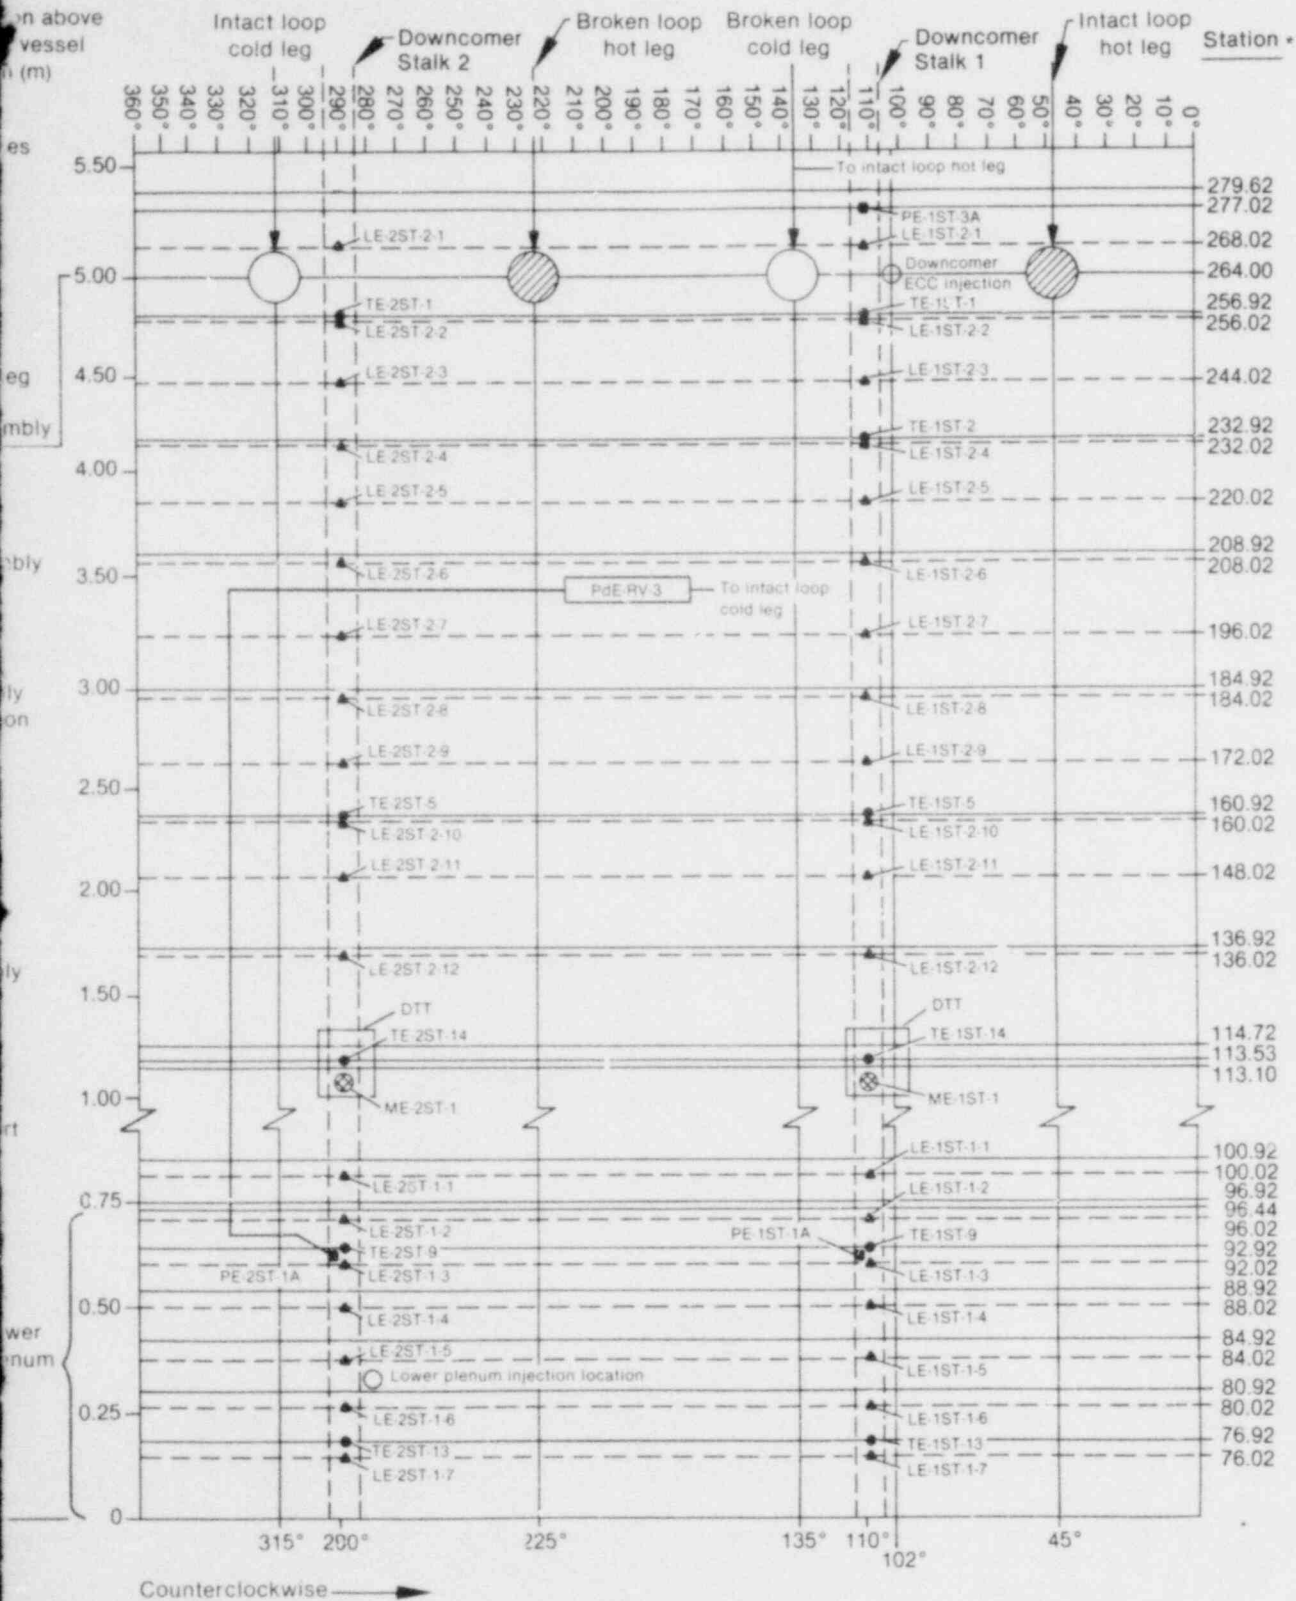 on above
vessel
(m)
Intact loop
cold leg
Downcomer
Stalk 2
Broken loop
hot leg
Broken loop
cold leg
Downcomer
Stalk 1
Intact loop
hot leg
Station *
360° 350° 340° 330° 320° 310° 300° 290° 280° 270° 260° 250° 240° 230° 220° 210° 200° 190° 180° 170° 160° 150° 140° 130° 120° 110° 100° 90° 80° 70° 60° 50° 40° 30° 20° 10° 0°
es
5.50
To intact loop hot leg
279.62
277.02
PE-1ST-3A
LE-2ST-2-1
LE-1ST-2-1
268.02
5.00
Downcomer
ECC injection
264.00
TE-2ST-1
TE-1ST-1
256.92
LE-2ST-2-2
LE-1ST-2-2
256.02
eg
4.50
LE-2ST-2-3
LE-1ST-2-3
244.02
mbly
TE-1ST-2
232.92
LE-2ST-2-4
LE-1ST-2-4
232.02
4.00
LE-2ST-2-5
LE-1ST-2-5
220.02
bly
208.92
208.02
3.50
LE-2ST-2-6
LE-1ST-2-6
PdE-RV-3
To intact loop
cold leg
LE-2ST-2-7
LE-1ST-2-7
196.02
ly
on
3.00
184.92
184.02
LE-2ST-2-8
LE-1ST-2-8
LE-2ST-2-9
LE-1ST-2-9
172.02
2.50
TE-2ST-5
TE-1ST-5
160.92
LE-2ST-2-10
LE-1ST-2-10
160.02
LE-2ST-2-11
LE-1ST-2-11
148.02
2.00
136.92
136.02
ly
LE-2ST-2-12
LE-1ST-2-12
1.50
DTT
DTT
TE-2ST-14
TE-1ST-14
114.72
113.53
113.10
1.00
ME-2ST-1
ME-1ST-1
rt
LE-1ST-1-1
100.92
100.02
LE-2ST-1-1
LE-1ST-1-2
96.92
0.75
96.44
96.02
LE-2ST-1-2
PE-1ST-1A
TE-1ST-9
TE-2ST-9
92.92
PE-2ST-1A
LE-2ST-1-3
LE-1ST-1-3
92.02
88.92
0.50
88.02
LE-2ST-1-4
LE-1ST-1-4
wer
enum
84.92
LE-2ST-1-5
LE-1ST-1-5
84.02
Lower plenum injection location
80.92
80.02
0.25
LE-2ST-1-6
LE-1ST-1-6
TE-2ST-13
TE-1ST-13
76.92
76.02
LE-2ST-1-7
LE-1ST-1-7
0
315° 290° 225° 135° 110° 45°
102°
Counterclockwise